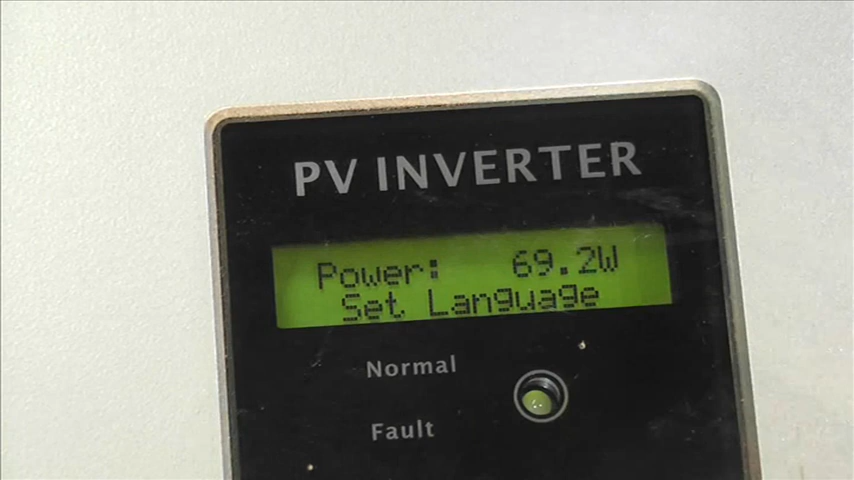 PV INVERTER
Power: 69.2W
Set Language
Normal
Fault